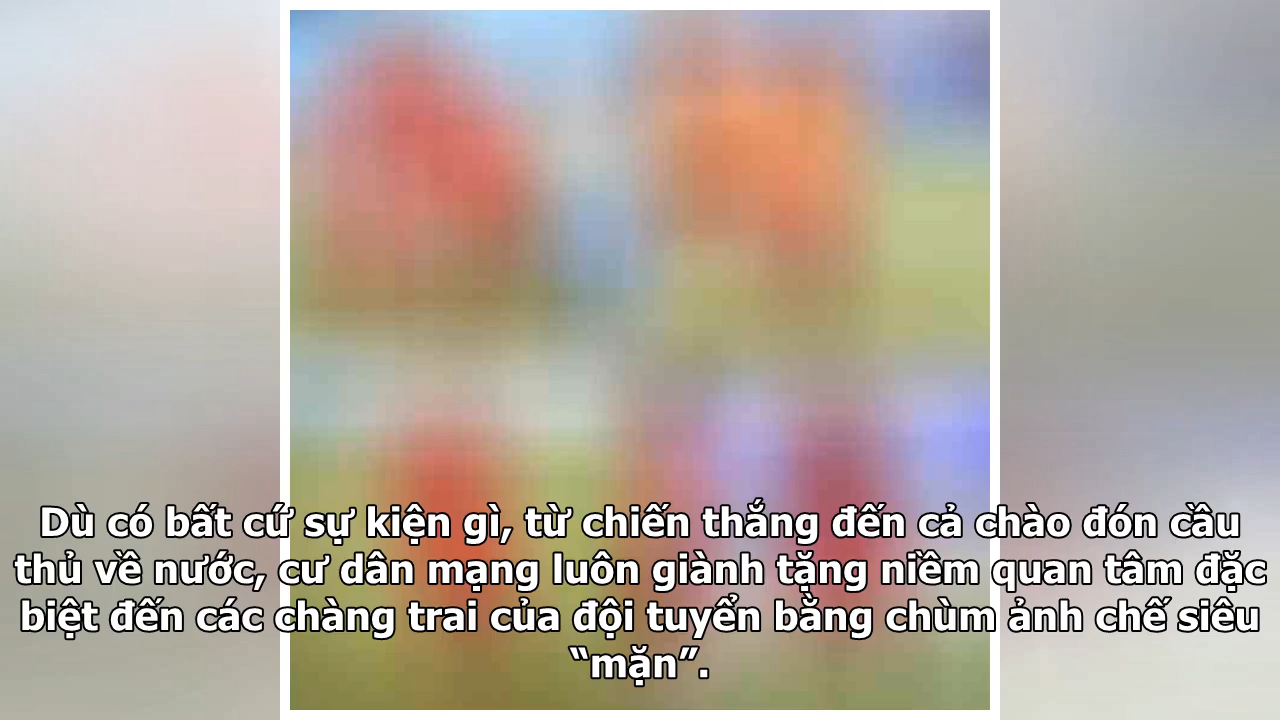 Dù có bất cứ sự kiện gì, từ chiến thắng đến cả chào đón cầu
thủ về nước, cư dân mạng luôn giành tặng niềm quan tâm đặc
biệt đến các chàng trai của đội tuyển bằng chùm ảnh chế siêu
“mặn”.